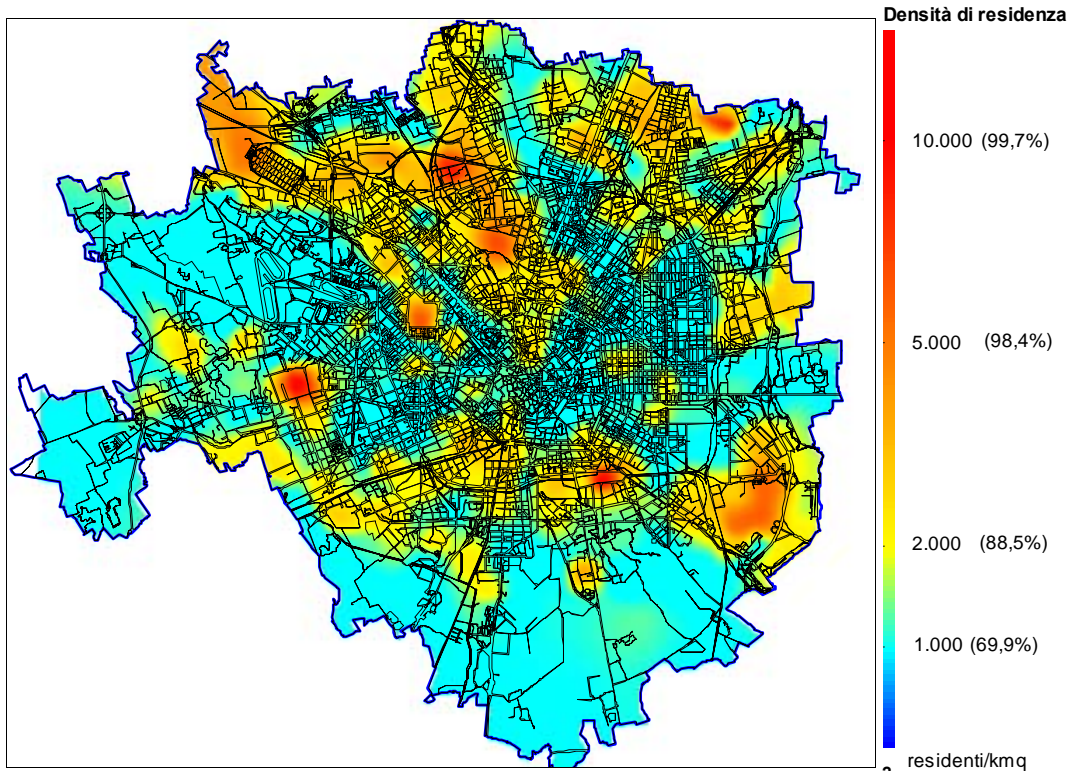 Densità di residenza
10.000 (99,7%)
5.000 (98,4%)
2.000 (88,5%)
1.000 (69,9%)
residenti/kmq